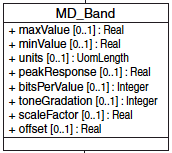 MD_Band
+ maxValue [0..1] : Real
+ minValue [0..1] : Real
+ units [0..1] : UomLength
+ peakResponse [0..1] : Real
+ bitsPerValue [0..1] : Integer
+ toneGradation [0..1] : Integer
+ scaleFactor [0..1] : Real
+ offset [0..1] : Real